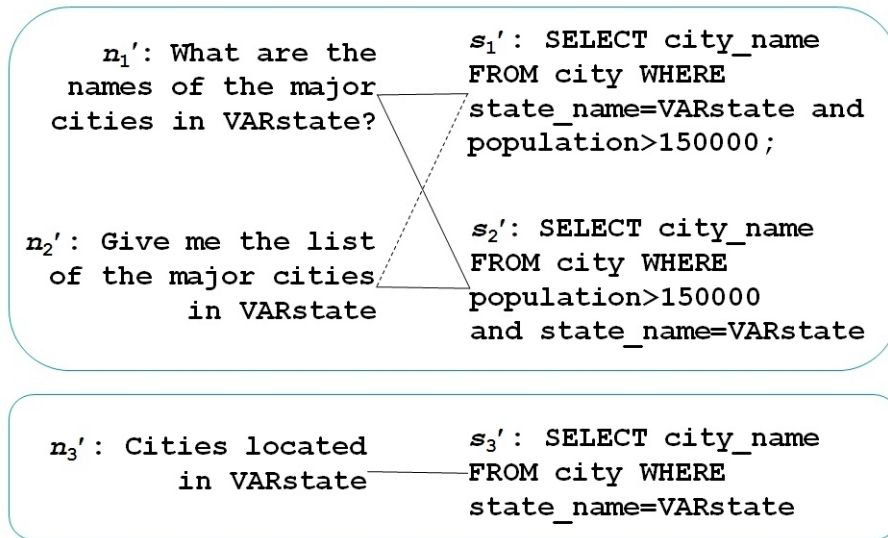 n₁′: What are the
names of the major
cities in VARstate?
s₁′: SELECT city_name
FROM city WHERE
state_name=VARstate and
population>150000;
n₂′: Give me the list
of the major cities
in VARstate
s₂′: SELECT city_name
FROM city WHERE
population>150000
and state_name=VARstate
n₃′: Cities located
in VARstate
s₃′: SELECT city_name
FROM city WHERE
state_name=VARstate